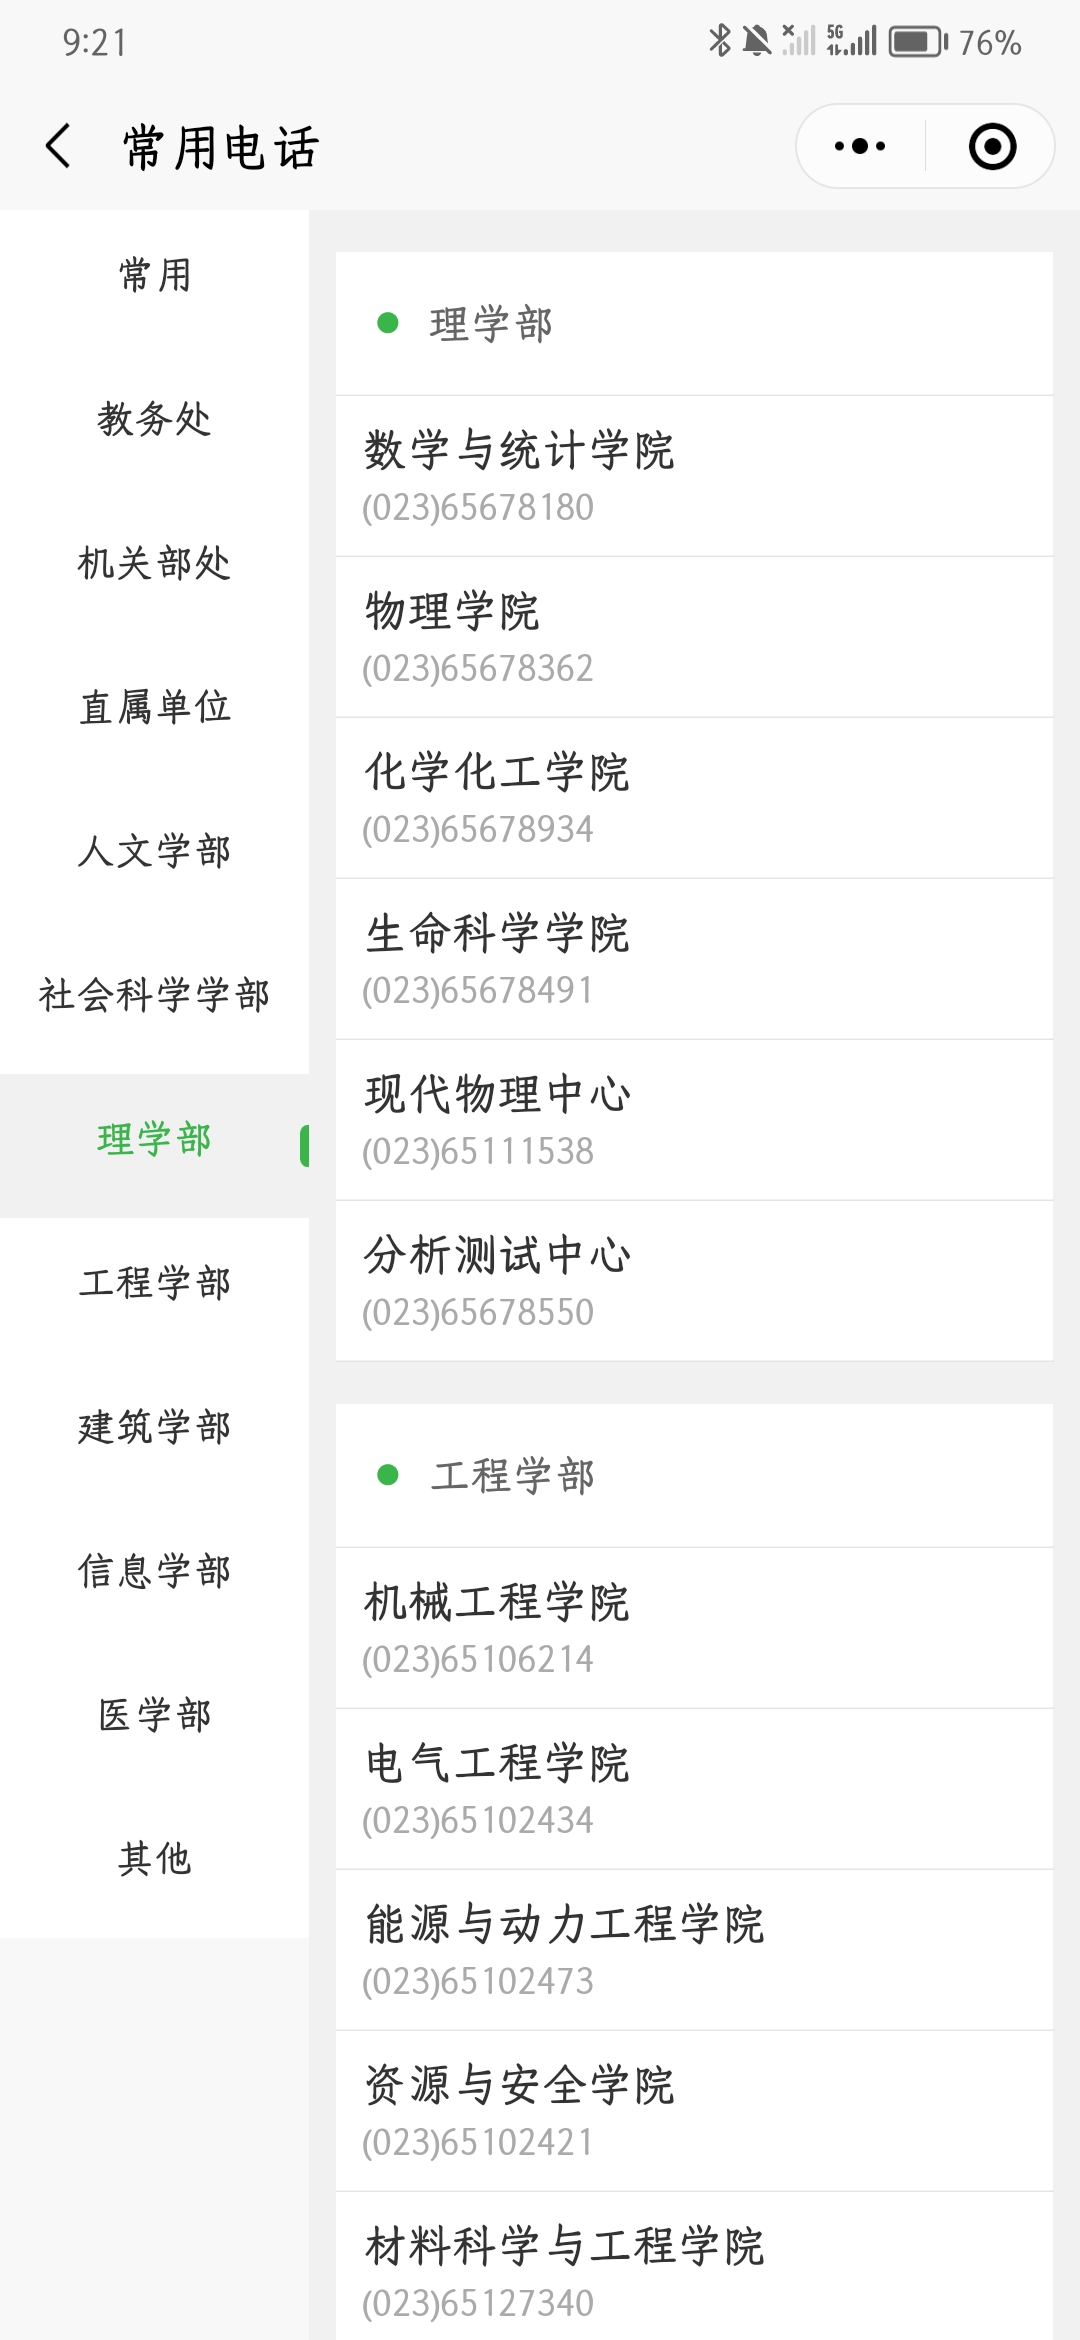 9:21
5G
76%
常用电话
常用
教务处
机关部处
直属单位
人文学部
社会科学学部
理学部
工程学部
建筑学部
信息学部
医学部
其他
理学部
数学与统计学院
(023)65678180
物理学院
(023)65678362
化学化工学院
(023)65678934
生命科学学院
(023)65678491
现代物理中心
(023)65111538
分析测试中心
(023)65678550
工程学部
机械工程学院
(023)65106214
电气工程学院
(023)65102434
能源与动力工程学院
(023)65102473
资源与安全学院
(023)65102421
材料科学与工程学院
(023)65127340